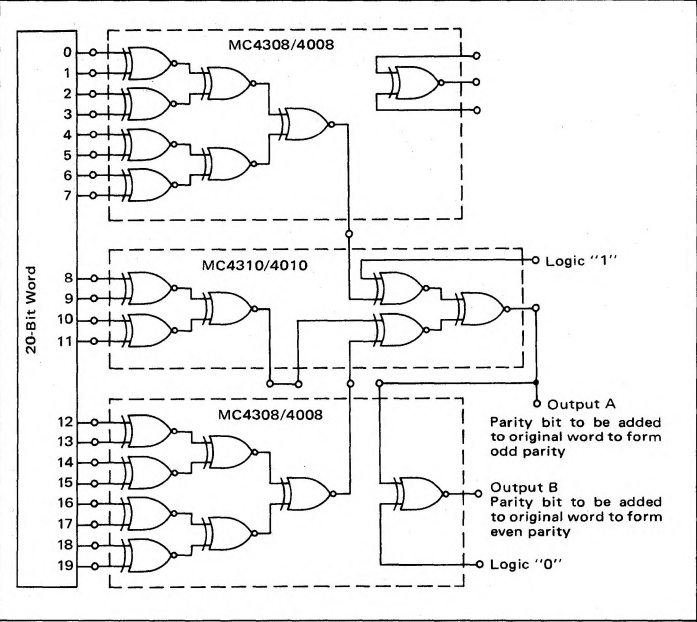 MC4308/4008
0
1
2
3
4
5
6
7
20-Bit Word
MC4310/4010
Logic "1"
8
9
10
11
Output A
Parity bit to be added
to original word to form
odd parity
MC4308/4008
12
13
14
15
16
17
18
19
Output B
Parity bit to be added
to original word to form
even parity
Logic "0"